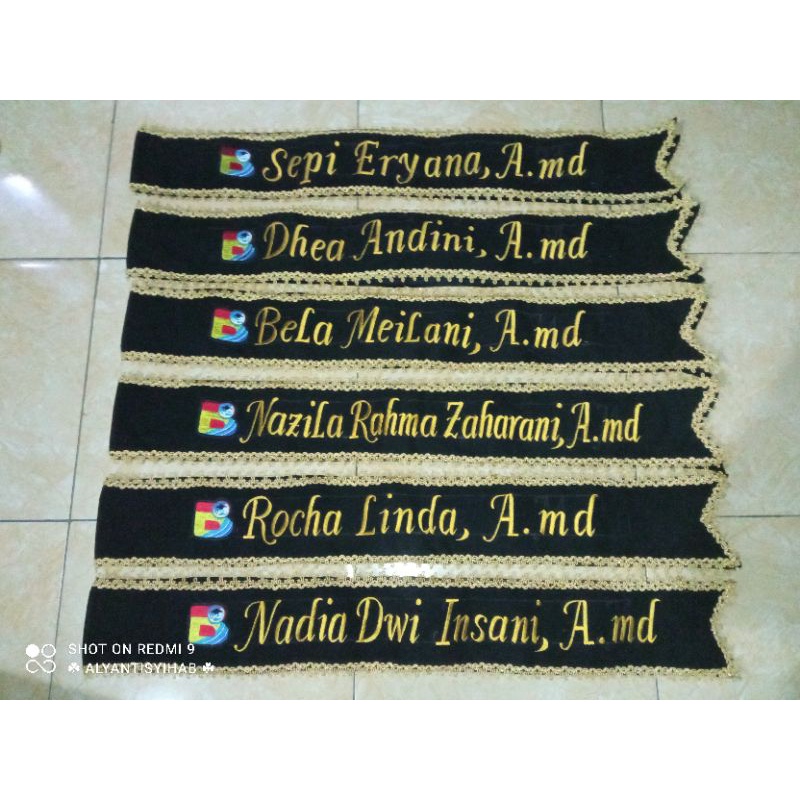 Sepi Eryana, A.md
Dhea Andini, A.md
BeLa MeiLani, A.md
NaziLa Rahma Zaharani, A.md
Rocha Linda, A.md
Nadia Dwi Insani, A.md
SHOT ON REDMI 9
☘ ALYANTISYIHAB ☘